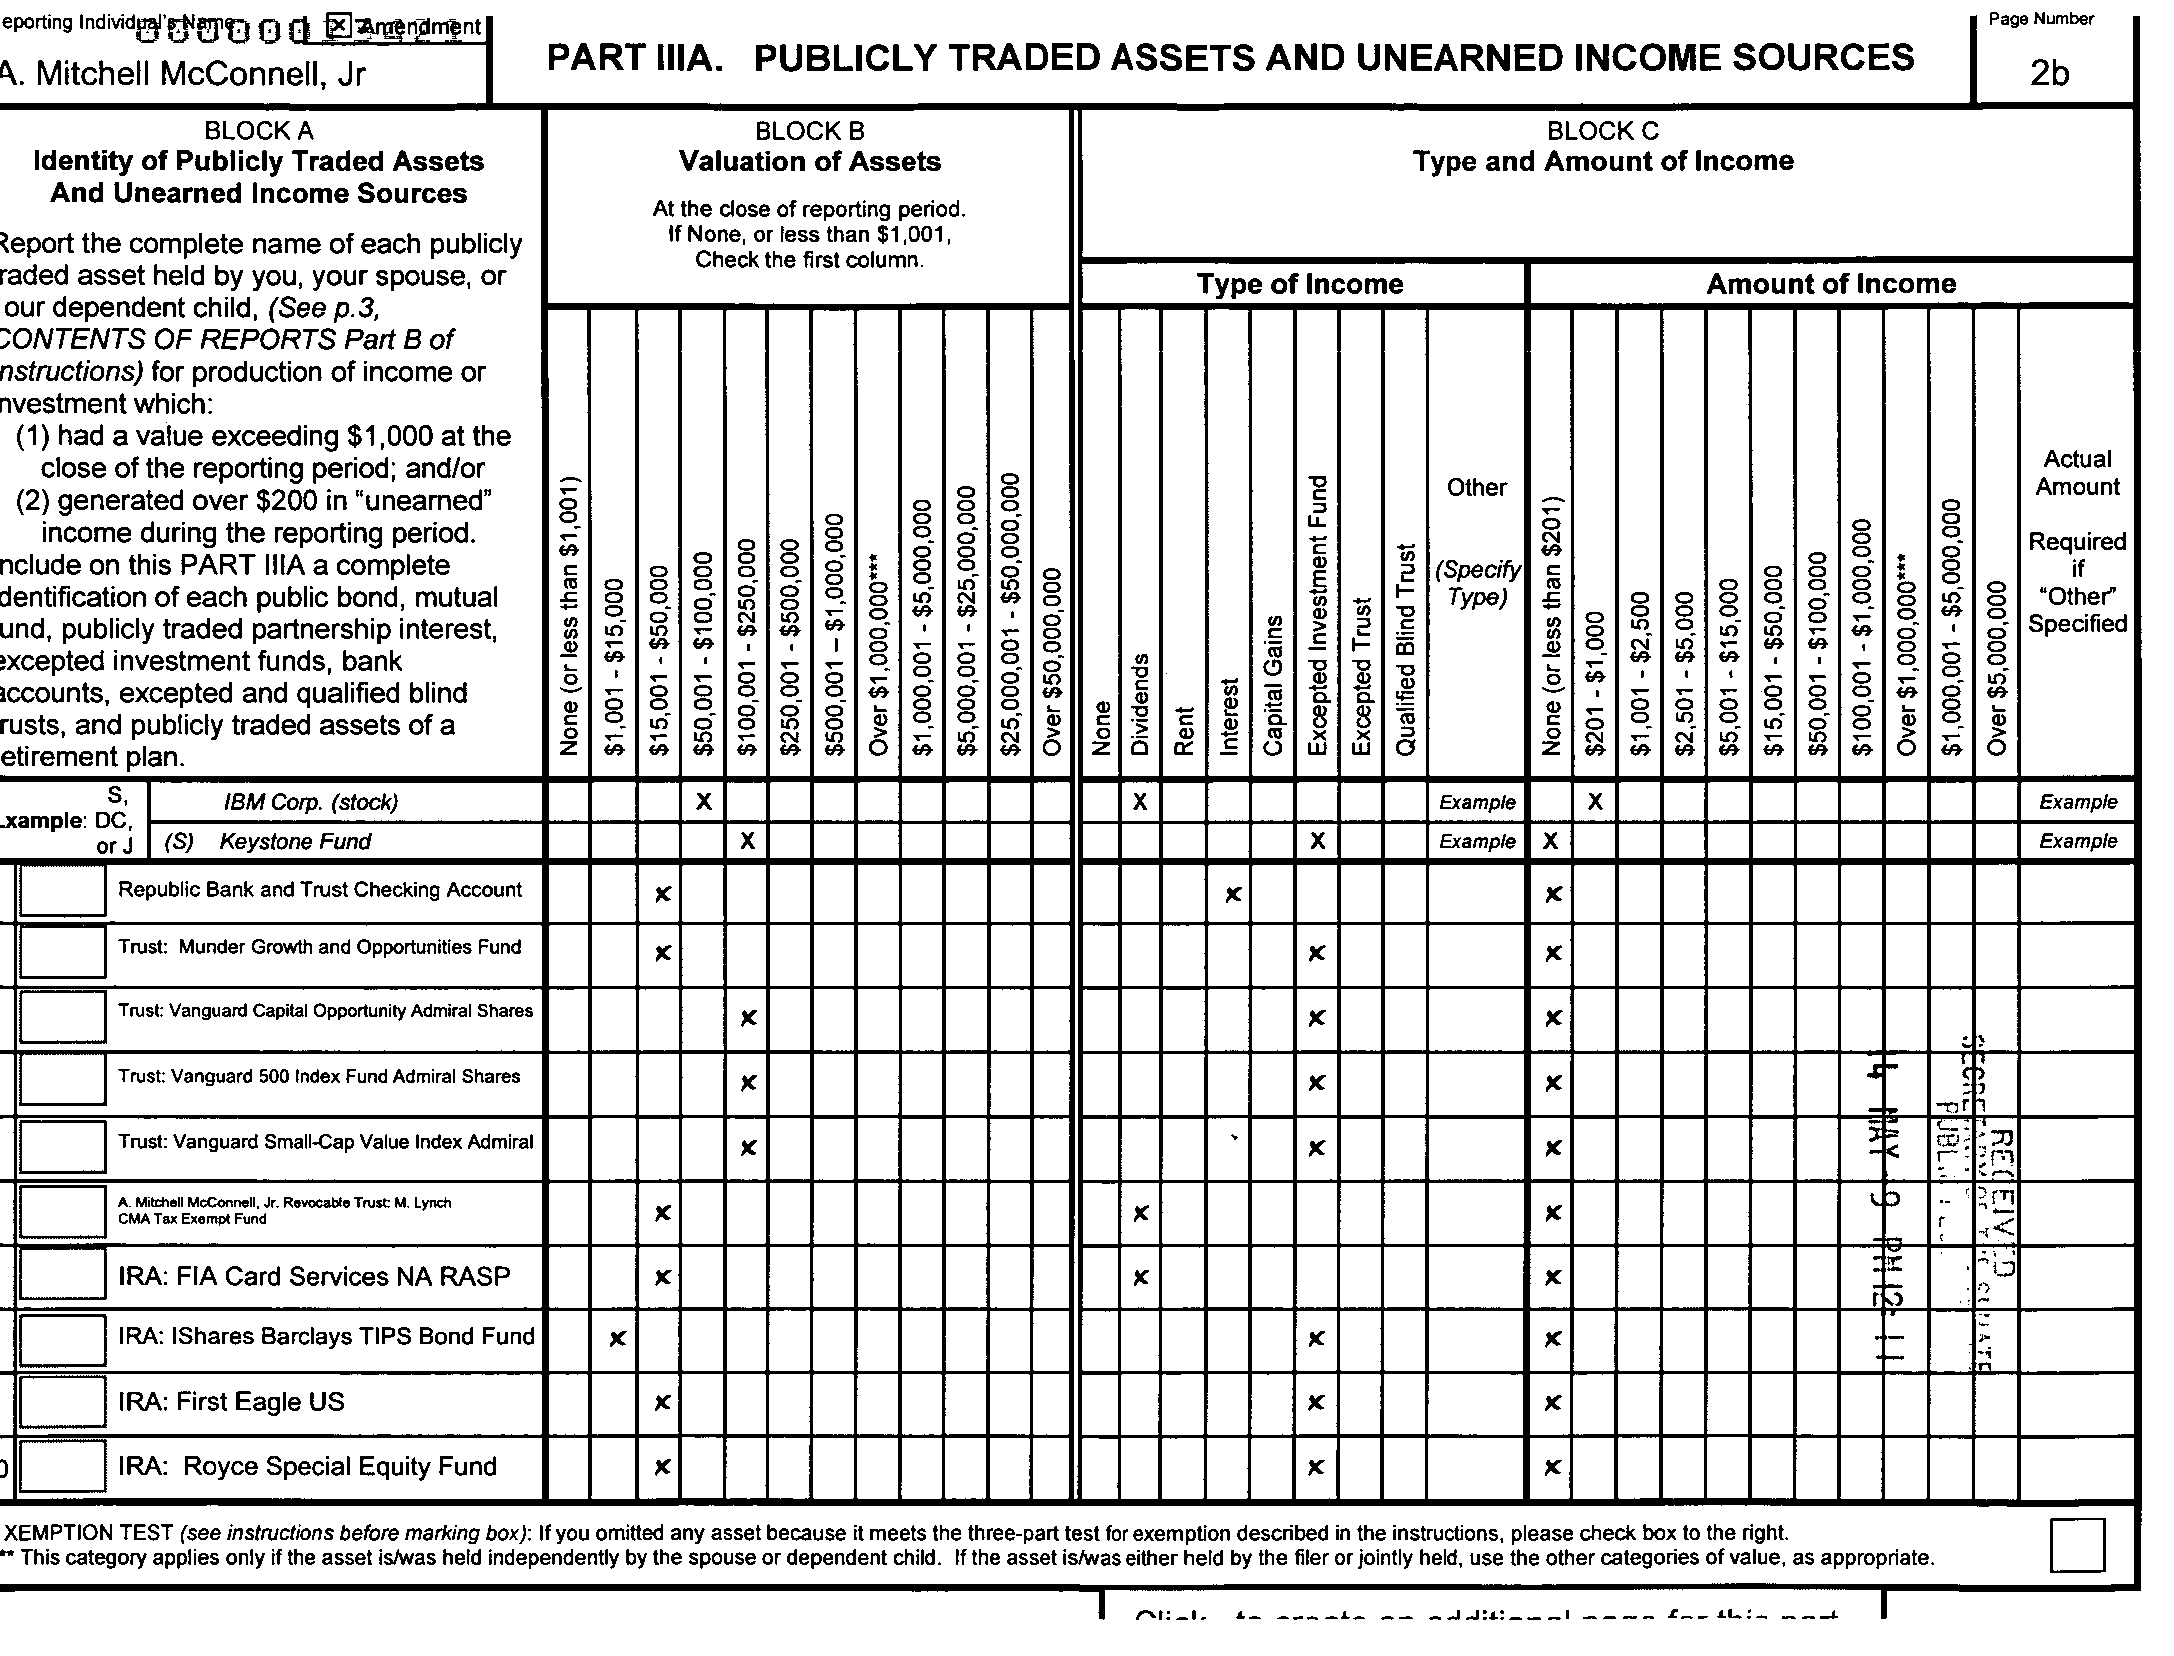 eporting Individual's Name
Amendment
A. Mitchell McConnell, Jr
PART IIIA. PUBLICLY TRADED ASSETS AND UNEARNED INCOME SOURCES
Page Number
2b
BLOCK A
Identity of Publicly Traded Assets
And Unearned Income Sources
Report the complete name of each publicly
raded asset held by you, your spouse, or
our dependent child, (See p.3,
CONTENTS OF REPORTS Part B of
nstructions) for production of income or
nvestment which:
(1) had a value exceeding $1,000 at the
close of the reporting period; and/or
(2) generated over $200 in "unearned"
income during the reporting period.
nclude on this PART IIIA a complete
dentification of each public bond, mutual
und, publicly traded partnership interest,
excepted investment funds, bank
accounts, excepted and qualified blind
rusts, and publicly traded assets of a
etirement plan.
BLOCK B
Valuation of Assets
At the close of reporting period.
If None, or less than $1,001,
Check the first column.
BLOCK C
Type and Amount of Income
Type of Income
Amount of Income
None (or less than $1,001)
$1,001 - $15,000
$15,001 - $50,000
$50,001 - $100,000
$100,001 - $250,000
$250,001 - $500,000
$500,001 – $1,000,000
Over $1,000,000***
$1,000,001 - $5,000,000
$5,000,001 - $25,000,000
$25,000,001 - $50,000,000
Over $50,000,000
None
Dividends
Rent
Interest
Capital Gains
Excepted Investment Fund
Excepted Trust
Qualified Blind Trust
Other
(Specify
Type)
None (or less than $201)
$201 - $1,000
$1,001 - $2,500
$2,501 - $5,000
$5,001 - $15,000
$15,001 - $50,000
$50,001 - $100,000
$100,001 - $1,000,000
Over $1,000,000***
$1,000,001 - $5,000,000
Over $5,000,000
Actual
Amount
Required
if
"Other"
Specified
S,
xample: DC,
or J
IBM Corp. (stock) X X Example X Example
(S) Keystone Fund X X Example X Example
Republic Bank and Trust Checking Account x x x
Trust: Munder Growth and Opportunities Fund x x x
Trust: Vanguard Capital Opportunity Admiral Shares x x x
Trust: Vanguard 500 Index Fund Admiral Shares x x x
Trust: Vanguard Small-Cap Value Index Admiral x x x
A. Mitchell McConnell, Jr. Revocable Trust: M. Lynch
CMA Tax Exempt Fund x x x
IRA: FIA Card Services NA RASP x x x
IRA: IShares Barclays TIPS Bond Fund x x x
IRA: First Eagle US x x x
IRA: Royce Special Equity Fund x x x
RECEIVED
14 MAY -9 PM 12: 11
XEMPTION TEST (see instructions before marking box): If you omitted any asset because it meets the three-part test for exemption described in the instructions, please check box to the right.
** This category applies only if the asset is/was held independently by the spouse or dependent child. If the asset is/was either held by the filer or jointly held, use the other categories of value, as appropriate.
to create an additional page for this part